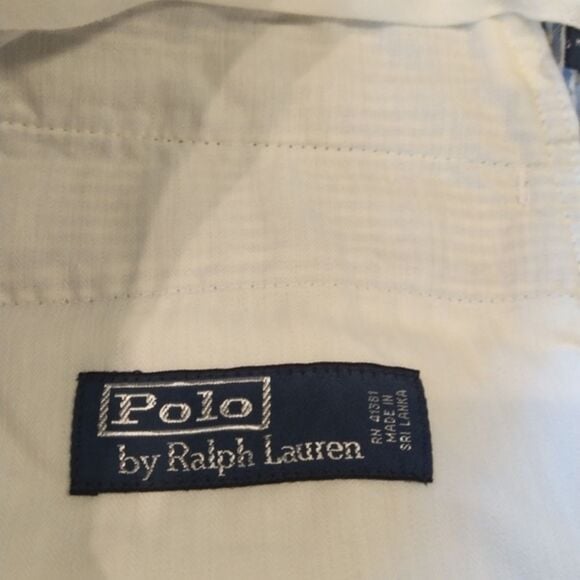 Polo
by Ralph Lauren
RN 41381
MADE IN
SRI LANKA